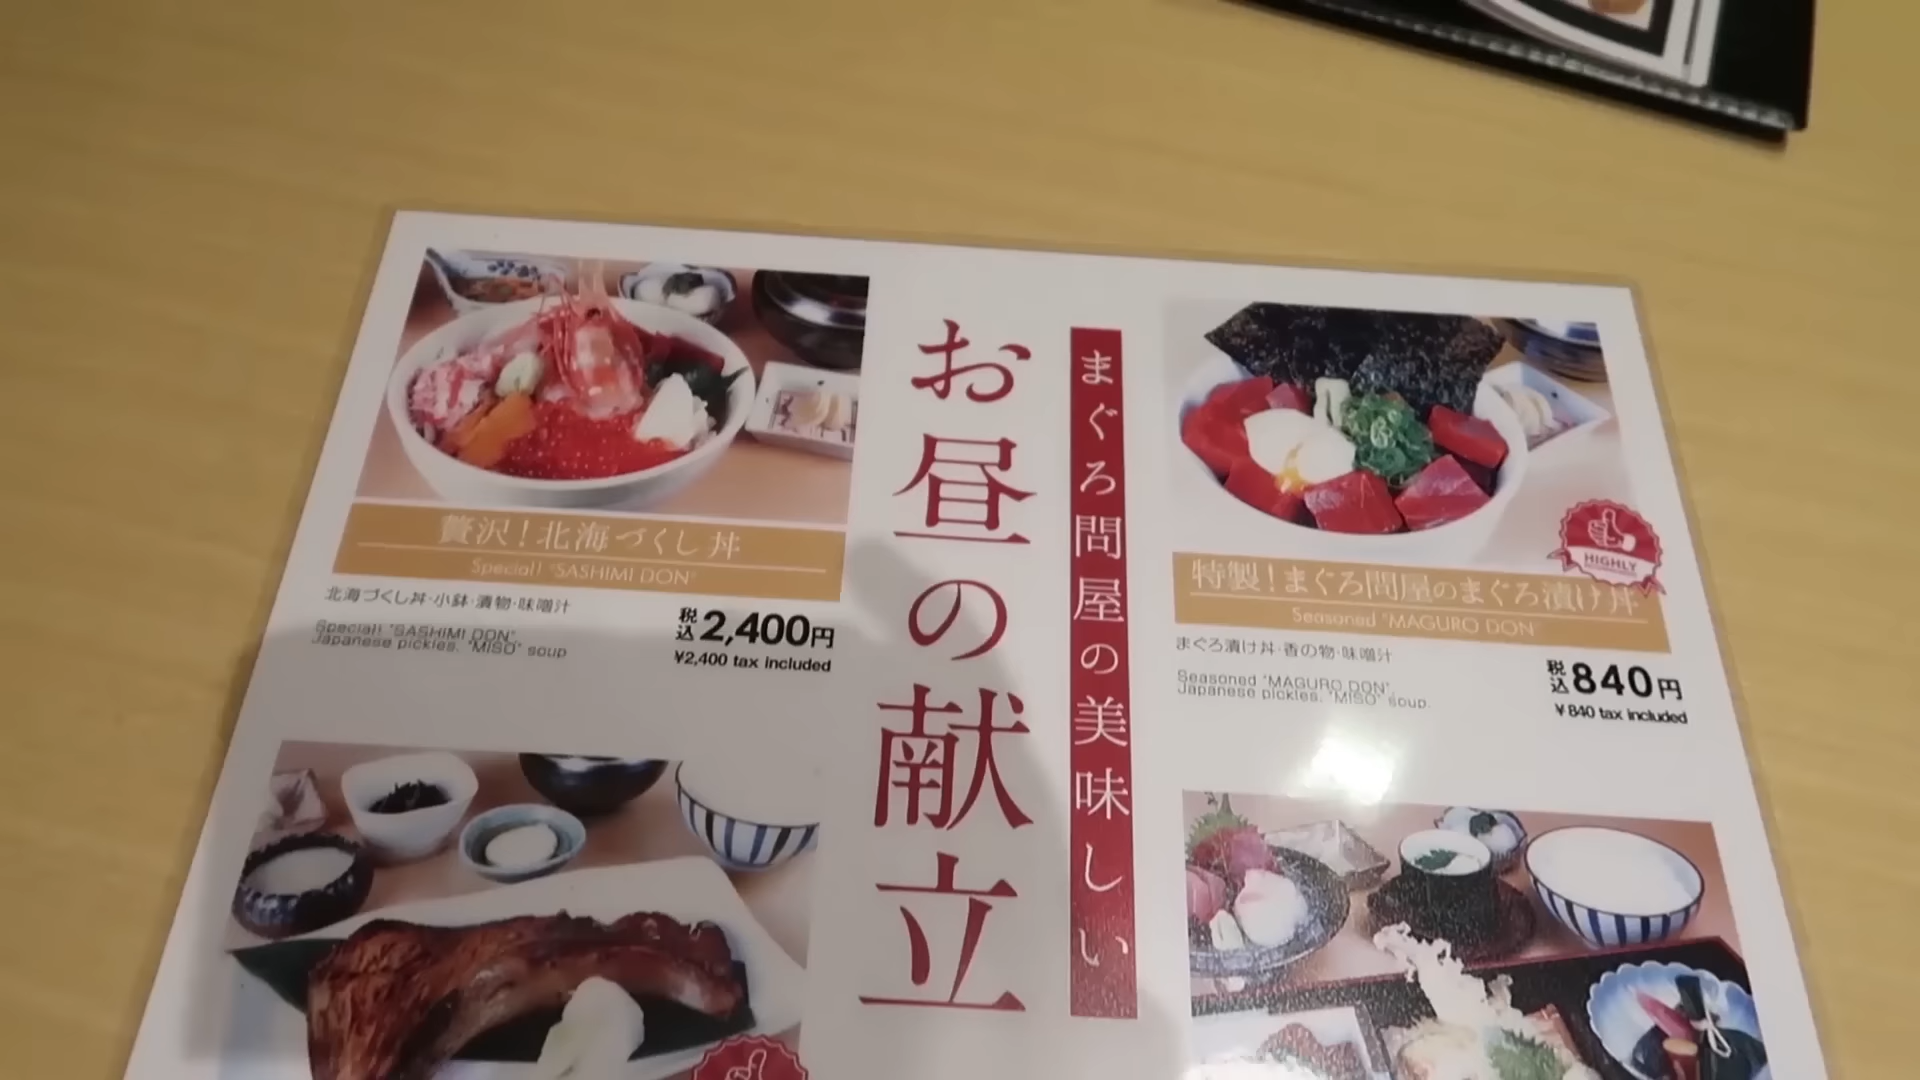 お昼の献立
まぐろ問屋の美味しい
贅沢！北海づくし丼
Special! "SASHIMI DON"
北海づくし丼・小鉢・漬物・味噌汁
Special! "SASHIMI DON",
Japanese pickles, "MISO" soup
税込2,400円
¥2,400 tax included
特製！まぐろ問屋のまぐろ漬け丼
Seasoned "MAGURO DON"
HIGHLY
まぐろ漬け丼・香の物・味噌汁
Seasoned "MAGURO DON",
Japanese pickles, "MISO" soup.
税込840円
¥840 tax included